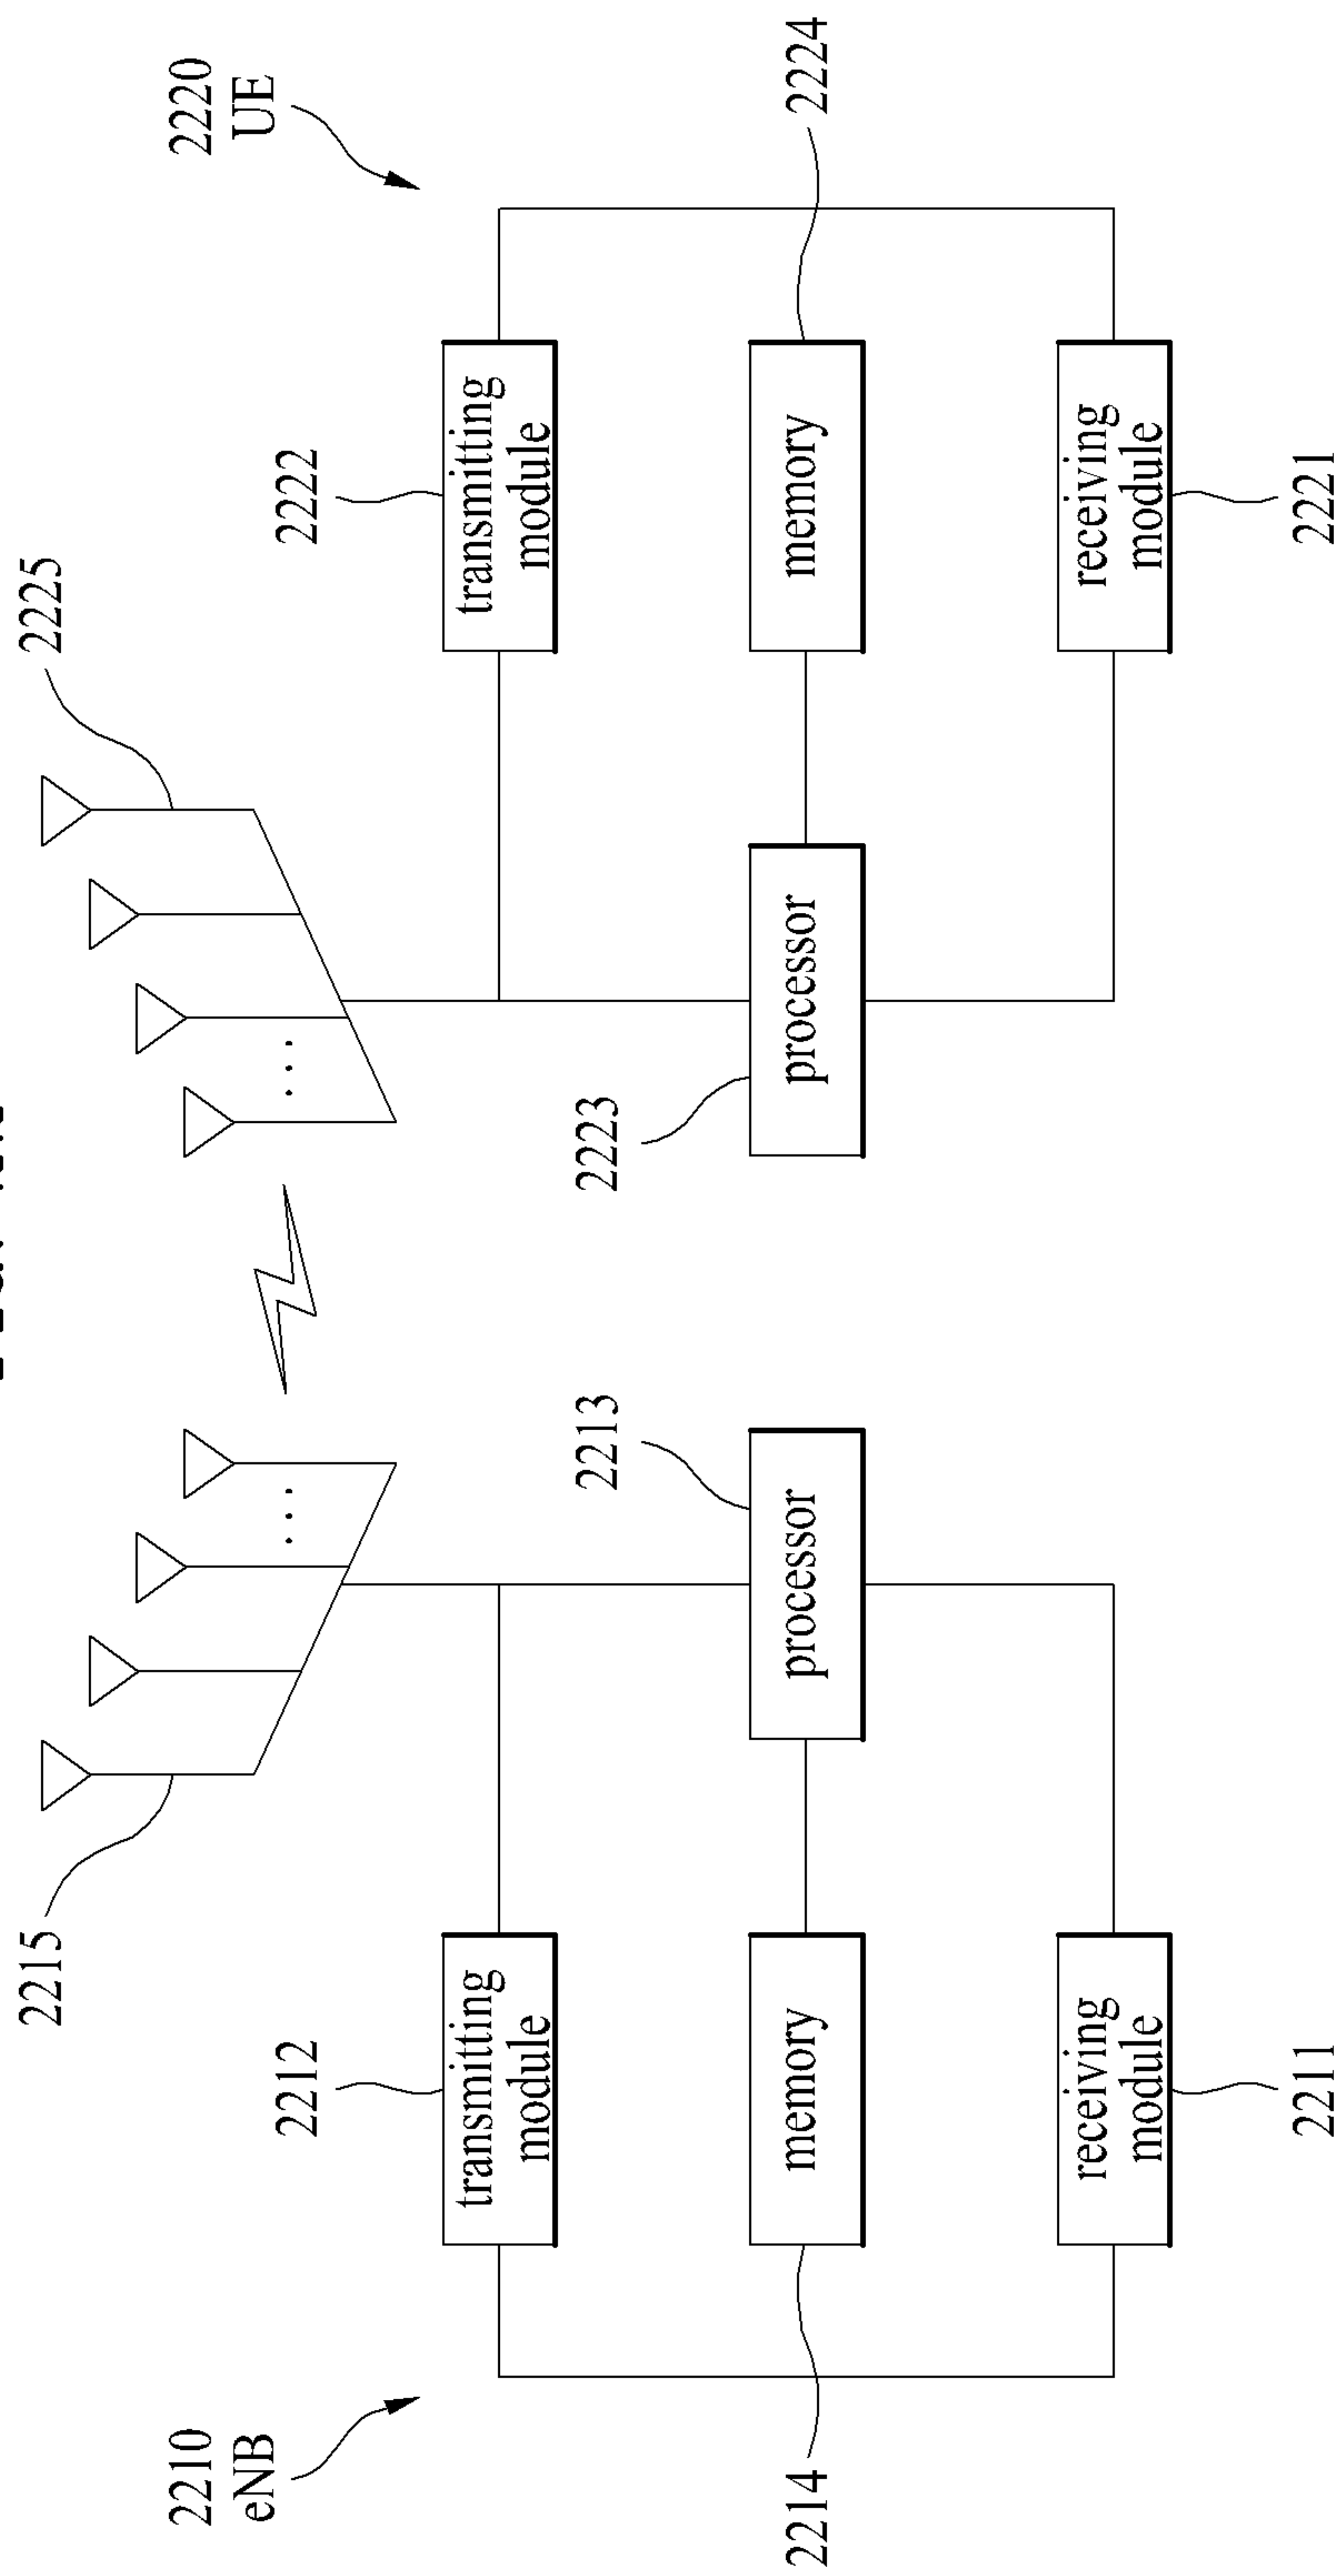 2215
2225
2210
eNB
2220
UE
2212
transmitting
module
2222
transmitting
module
2213
processor
2223
processor
2214
memory
2224
memory
receiving
module
2211
receiving
module
2221